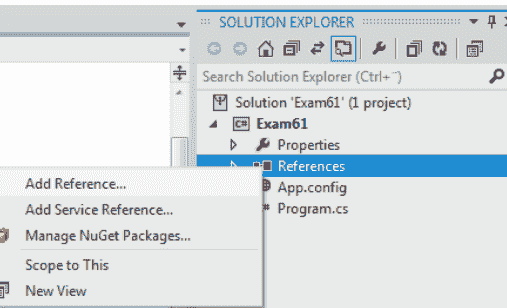 SOLUTION EXPLORER
Search Solution Explorer (Ctrl+¨)
Solution 'Exam61' (1 project)
C# Exam61
Properties
References
App.config
Program.cs
Add Reference...
Add Service Reference...
Manage NuGet Packages...
Scope to This
New View